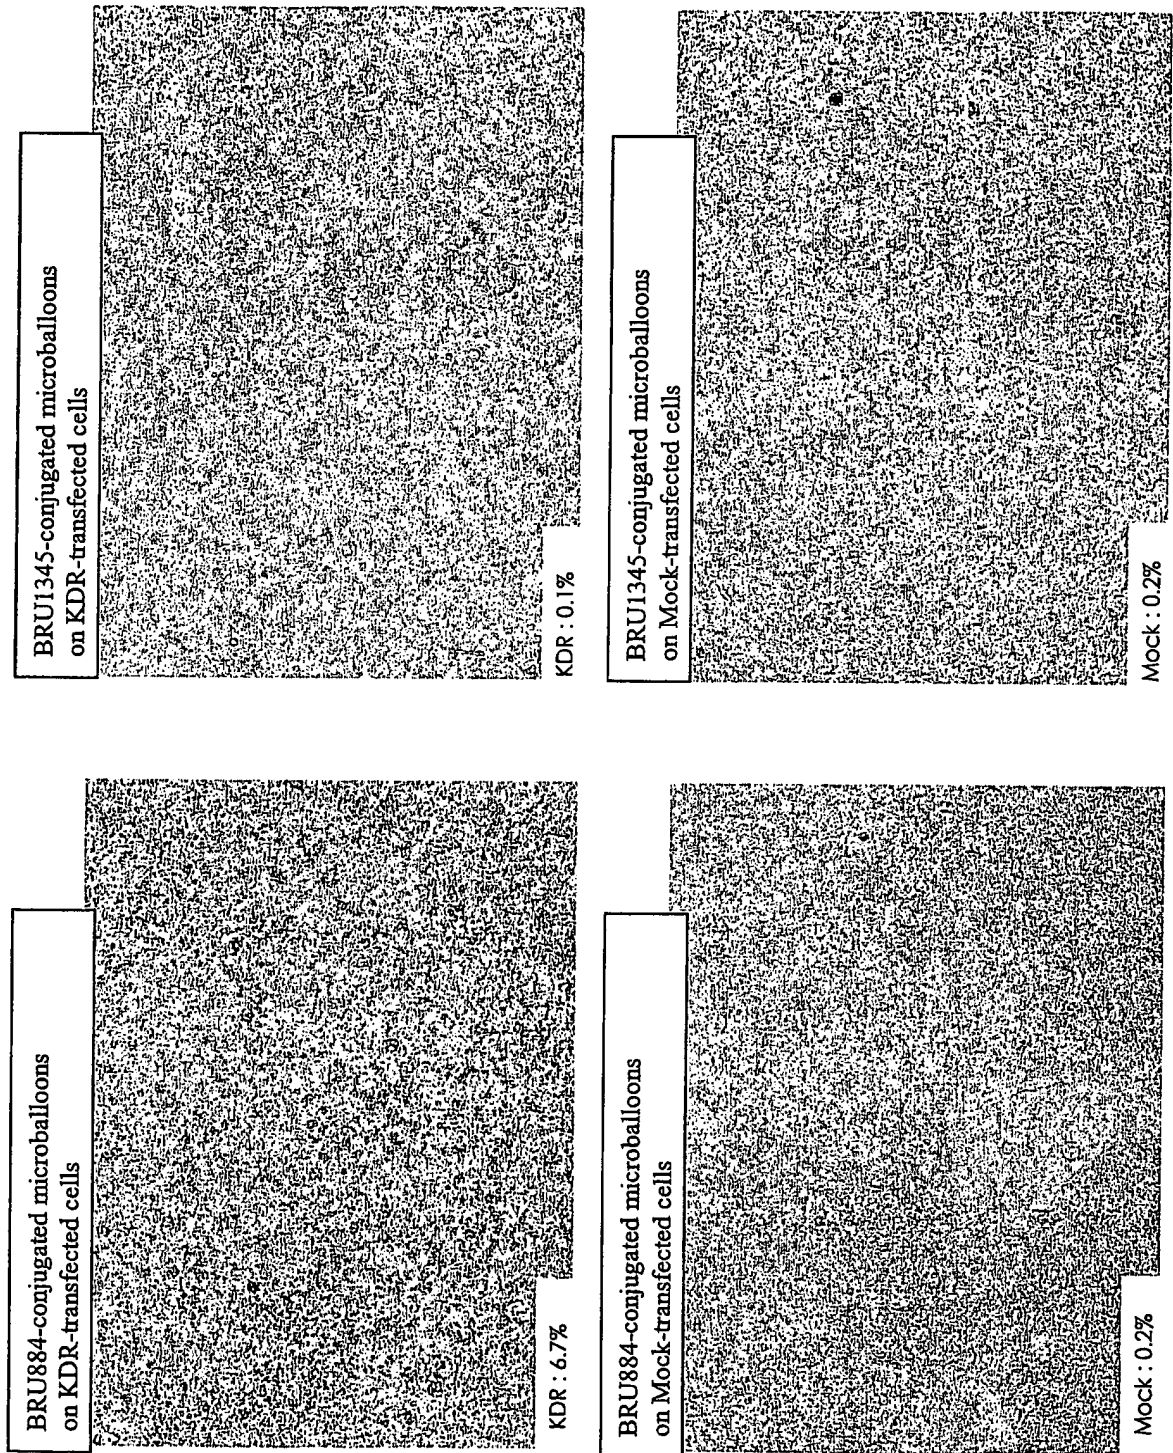 BRU884-conjugated microballoons
on KDR-transfected cells
KDR : 6.7%
BRU884-conjugated microballoons
on Mock-transfected cells
Mock : 0.2%
BRU1345-conjugated microballoons
on KDR-transfected cells
KDR : 0.1%
BRU1345-conjugated microballoons
on Mock-transfected cells
Mock : 0.2%